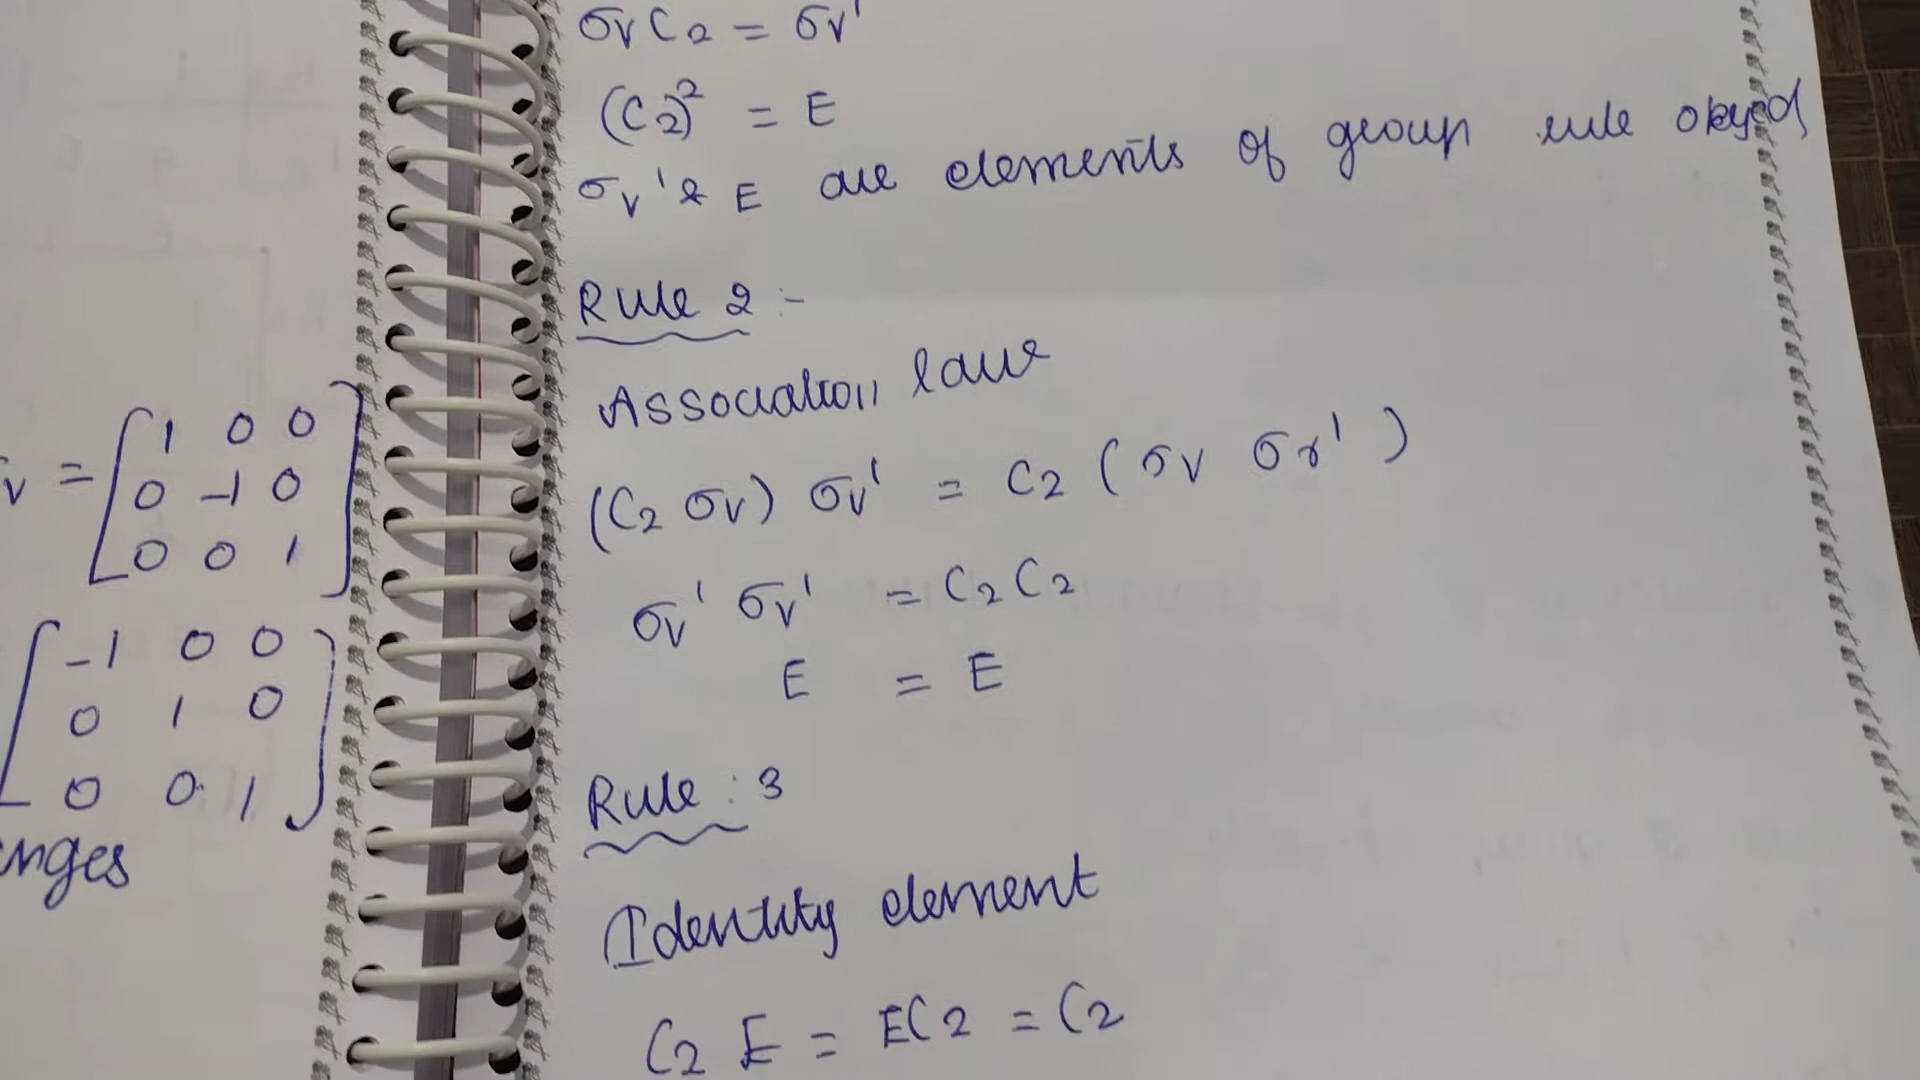 σv C2 = σv'
(C2)² = E
σv' & E are elements of group rule obyed
Rule 2 :-
Association law
(C2 σv) σv' = C2 (σv σv')
σv' σv' = C2 C2
E = E
Rule : 3
Identity element
C2 E = EC2 = C2
v = [ 1 0 0
0 -1 0
0 0 1 ]
[ -1 0 0
0 1 0
0 0 1 ]
nges